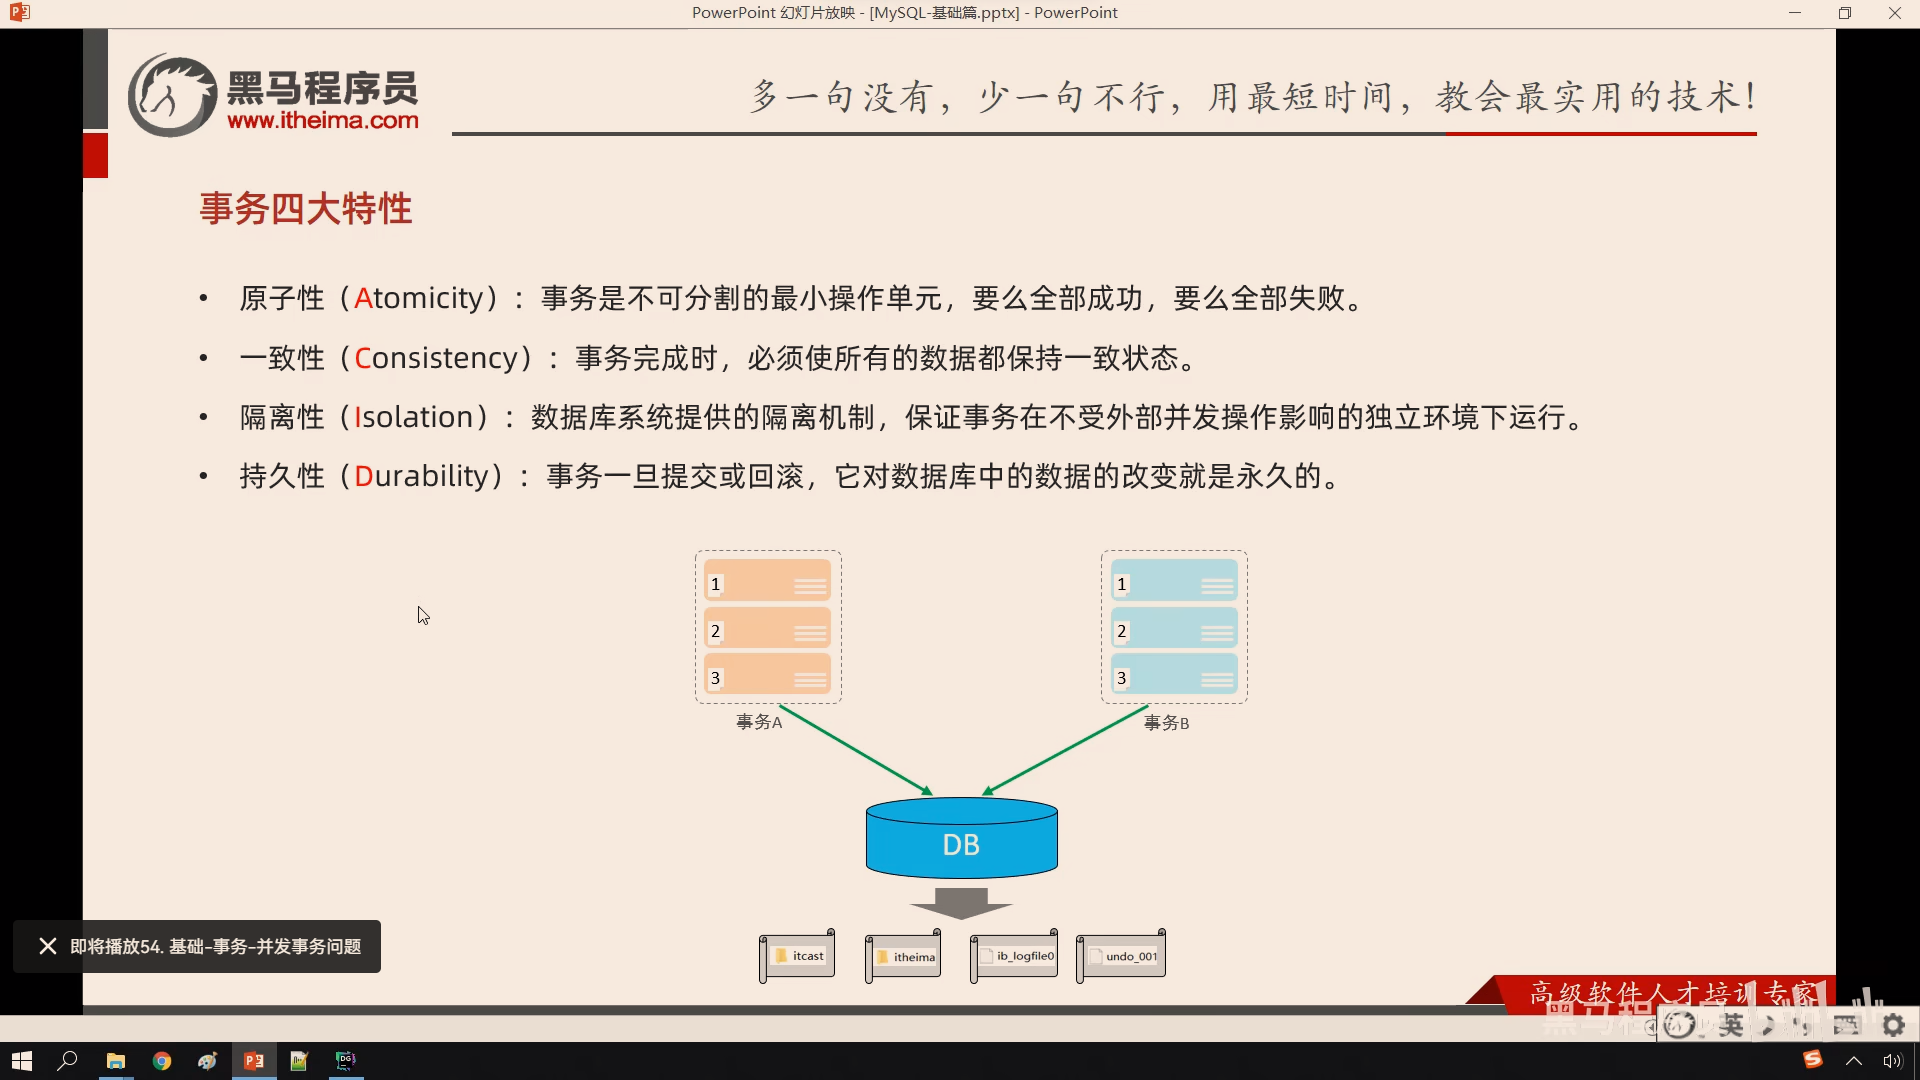 PowerPoint 幻灯片放映 - [MySQL-基础篇.pptx] - PowerPoint
黑马程序员
www.itheima.com
多一句没有，少一句不行，用最短时间，教会最实用的技术！
事务四大特性
• 原子性（Atomicity）：事务是不可分割的最小操作单元，要么全部成功，要么全部失败。
• 一致性（Consistency）：事务完成时，必须使所有的数据都保持一致状态。
• 隔离性（Isolation）：数据库系统提供的隔离机制，保证事务在不受外部并发操作影响的独立环境下运行。
• 持久性（Durability）：事务一旦提交或回滚，它对数据库中的数据的改变就是永久的。
1
2
3
事务A
1
2
3
事务B
DB
itcast
itheima
ib_logfile0
undo_001
即将播放54. 基础-事务-并发事务问题
高级软件人才培训专家
英